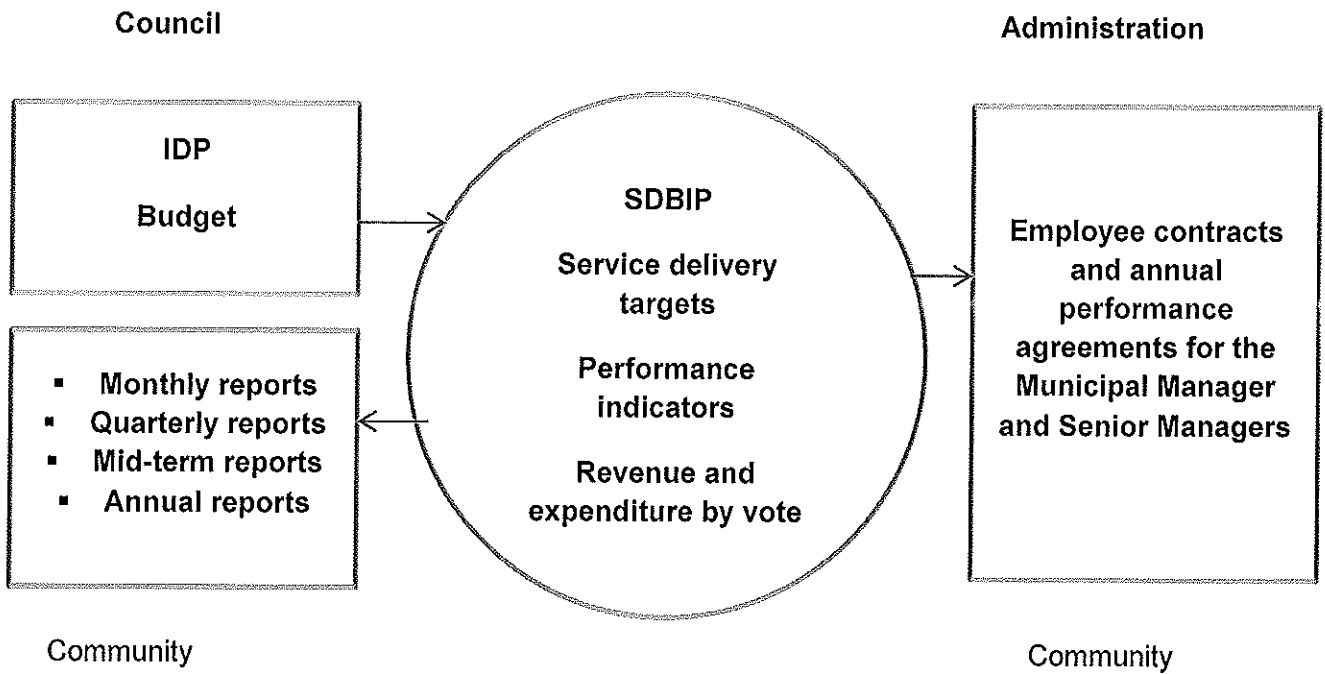 Council
Administration
IDP
Budget
▪ Monthly reports
▪ Quarterly reports
▪ Mid-term reports
▪ Annual reports
SDBIP
Service delivery
targets
Performance
indicators
Revenue and
expenditure by vote
Employee contracts
and annual
performance
agreements for the
Municipal Manager
and Senior Managers
Community
Community